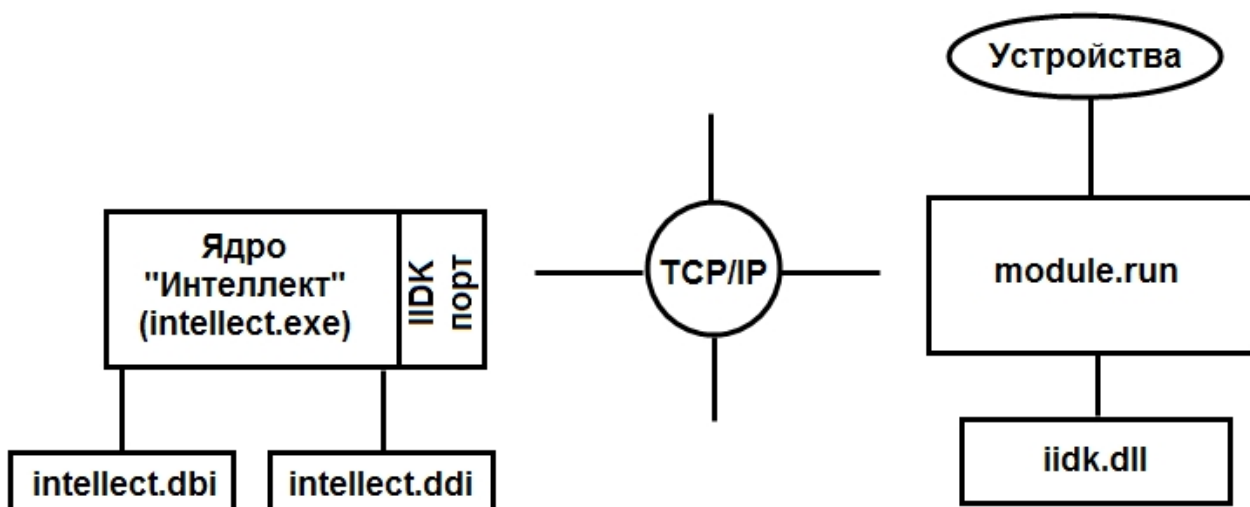 Устройства
Ядро
"Интеллект"
(intellect.exe)
IIDK
порт
TCP/IP
module.run
intellect.dbi
intellect.ddi
iidk.dll